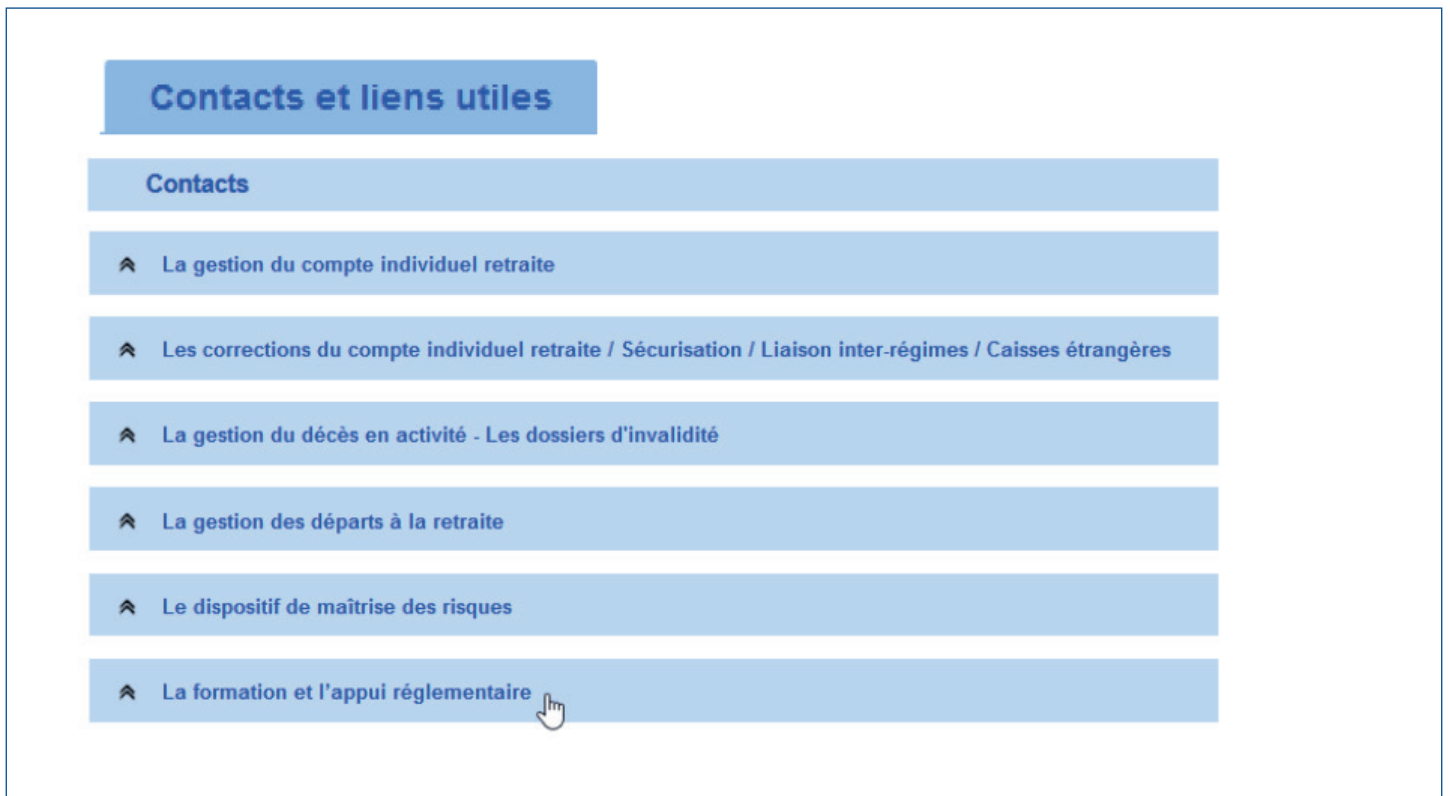 Contacts et liens utiles
Contacts
La gestion du compte individuel retraite
Les corrections du compte individuel retraite / Sécurisation / Liaison inter-régimes / Caisses étrangères
La gestion du décès en activité - Les dossiers d'invalidité
La gestion des départs à la retraite
Le dispositif de maîtrise des risques
La formation et l’appui réglementaire